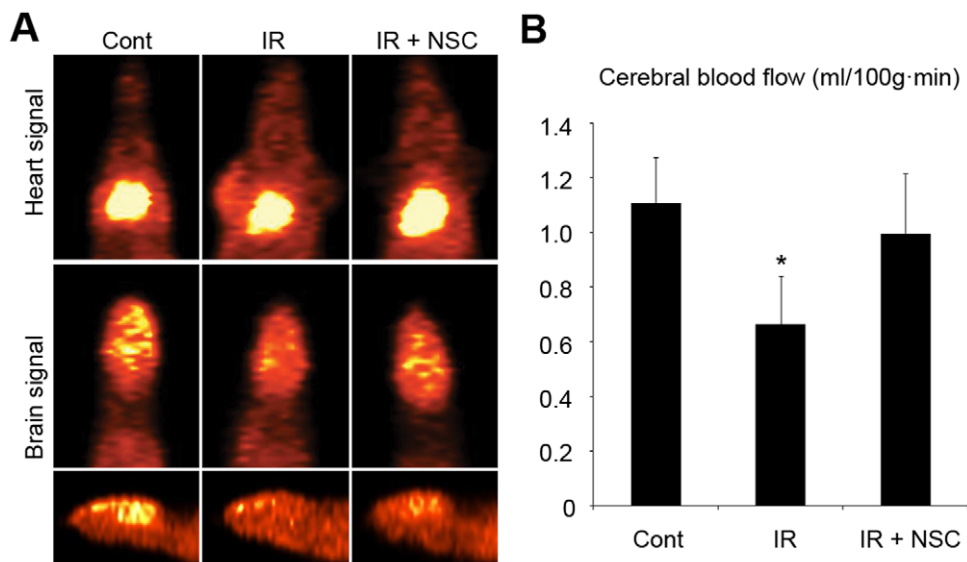 A
Cont IR IR + NSC
Heart signal
Brain signal
B
Cerebral blood flow (ml/100g·min)
1.4
1.2
1.0
0.8
0.6
0.4
0.2
0
*
Cont IR IR + NSC